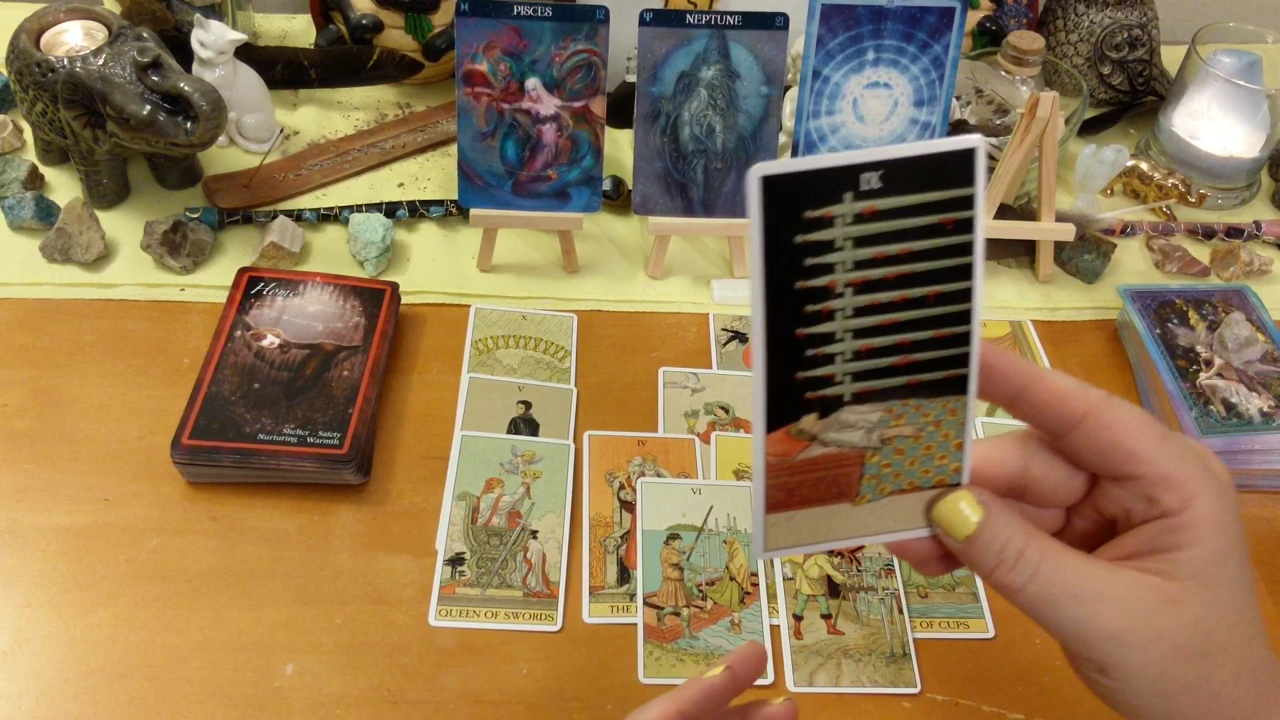 PISCES
12
NEPTUNE
21
IX
Home
Shelter - Safety
Nurturing - Warmth
X
V
QUEEN OF SWORDS
IV
THE
VI
G OF CUPS